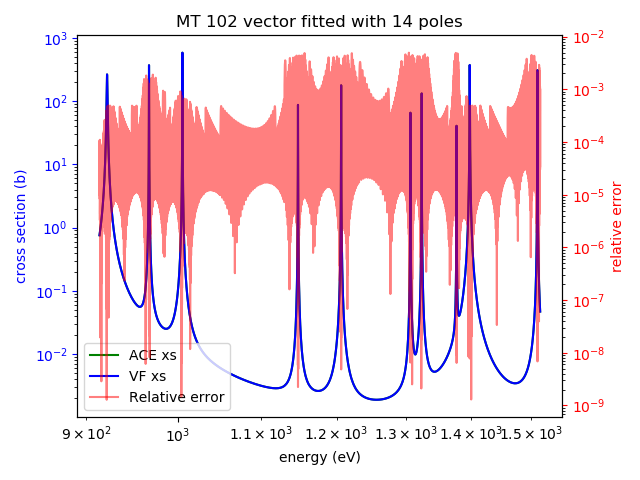 MT 102 vector fitted with 14 poles
cross section (b)
10³
10²
10¹
10⁰
10⁻¹
10⁻²
relative error
10⁻²
10⁻³
10⁻⁴
10⁻⁵
10⁻⁶
10⁻⁷
10⁻⁸
10⁻⁹
ACE xs
VF xs
Relative error
9 × 10² 10³ 1.1 × 10³ 1.2 × 10³ 1.3 × 10³ 1.4 × 10³ 1.5 × 10³
energy (eV)